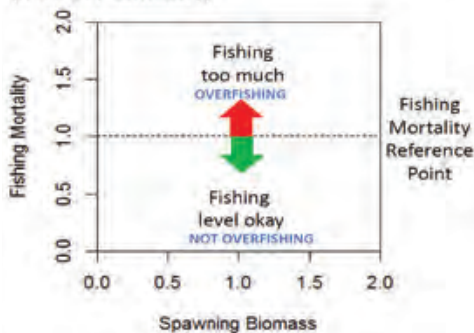 2.0
Fishing
too much
OVERFISHING
1.5
Fishing Mortality
1.0
Fishing
Mortality
Reference
Point
0.5
Fishing
level okay
NOT OVERFISHING
0.0
0.0 0.5 1.0 1.5 2.0
Spawning Biomass